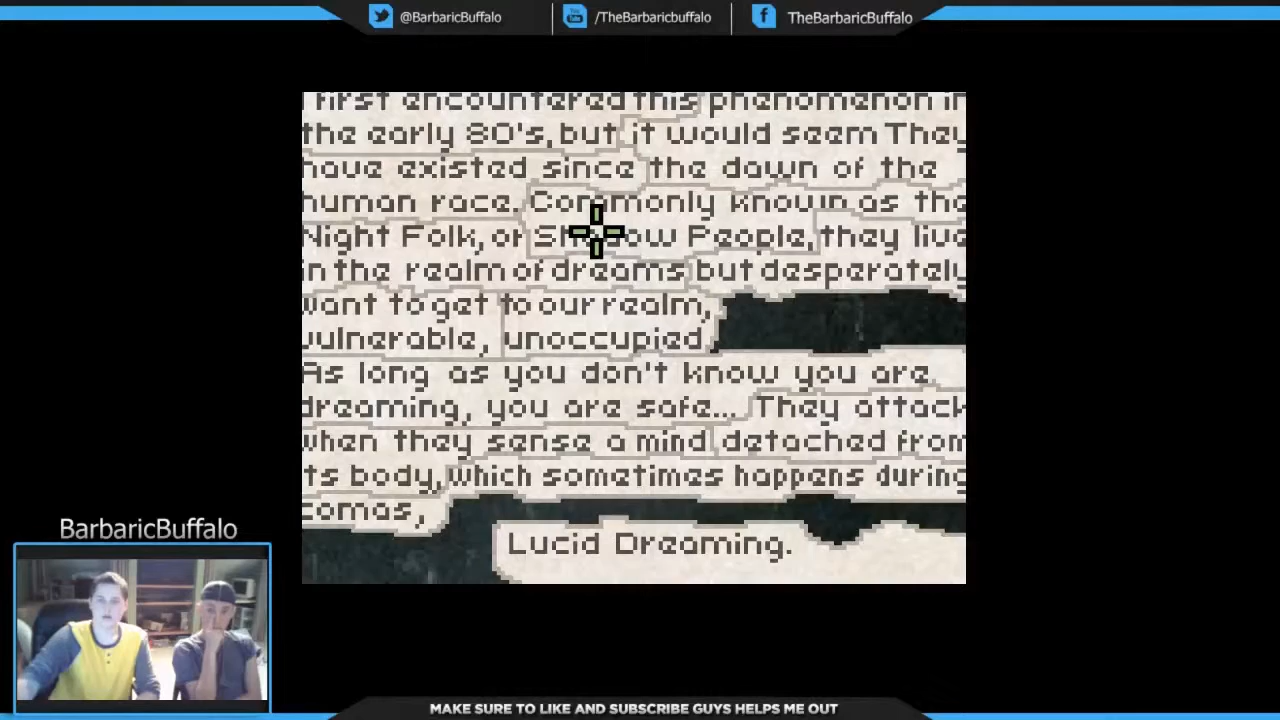 @BarbaricBuffalo
/TheBarbaricbuffalo
TheBarbaricBuffalo
first encountered this phenomenon in
the early 80's, but it would seem They
have existed since the dawn of the
human race. Commonly known as the
Night Folk, or Shadow People, they live
in the realm of dreams but desperately
want to get to our realm,
vulnerable, unoccupied
As long as you don't know you are
dreaming, you are safe... They attack
when they sense a mind detached from
its body, which sometimes happens during
comas,
Lucid Dreaming.
BarbaricBuffalo
MAKE SURE TO LIKE AND SUBSCRIBE GUYS HELPS ME OUT